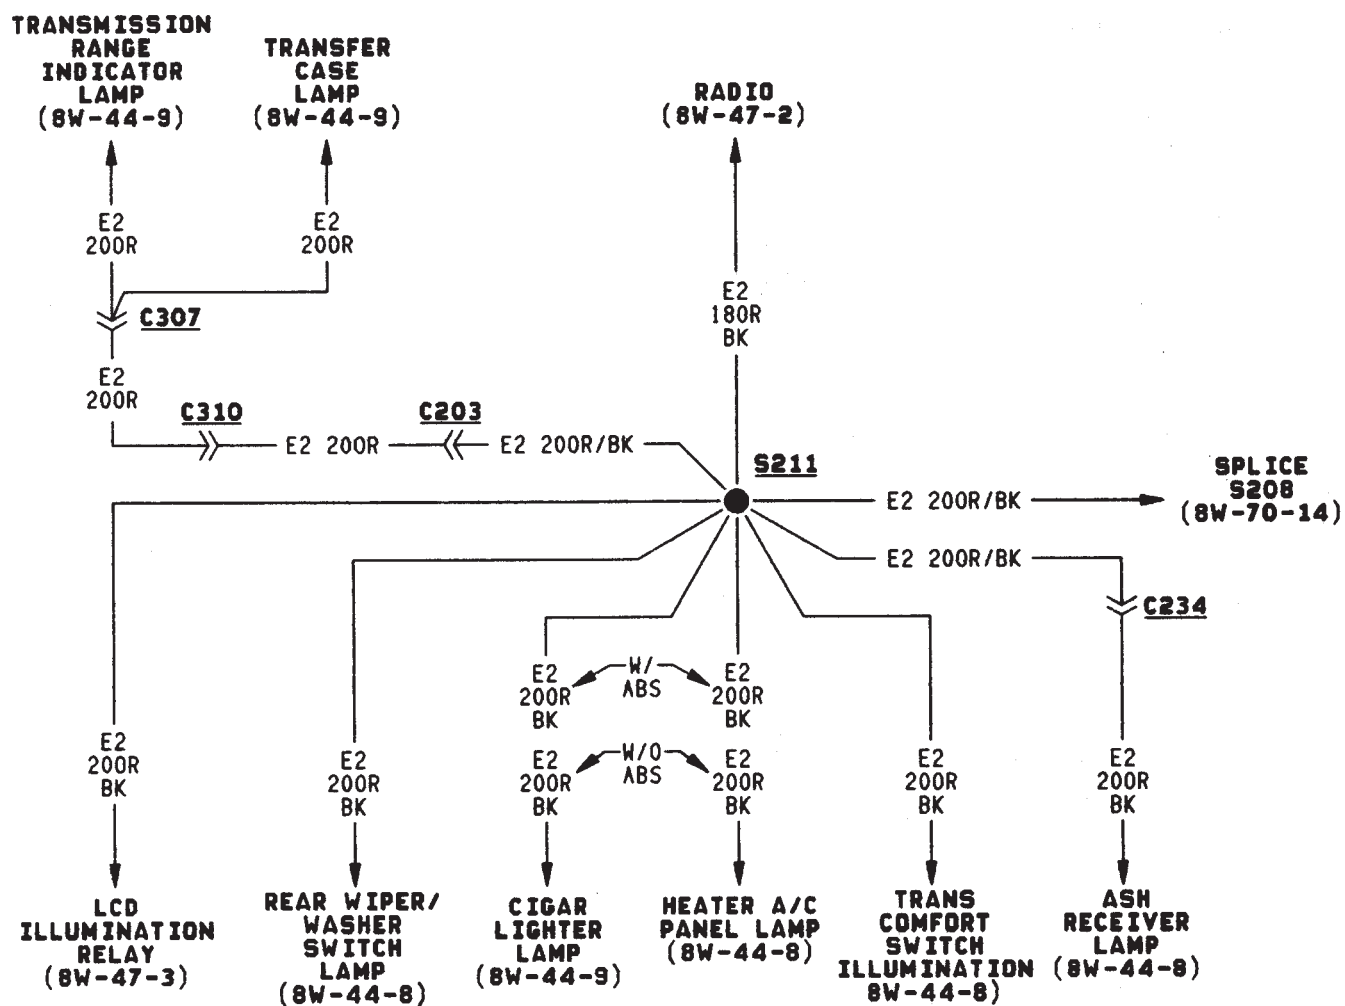 TRANSMISSION
RANGE
INDICATOR
LAMP
(8W-44-9)
TRANSFER
CASE
LAMP
(8W-44-9)
RADIO
(8W-47-2)
E2
200R
E2
200R
C307
E2
180R
BK
E2
200R
C310
E2 200R
C203
E2 200R/BK
S211
E2 200R/BK
SPLICE
S208
(8W-70-14)
E2 200R/BK
C234
E2
200R
BK
W/
ABS
E2
200R
BK
E2
200R
BK
E2
200R
BK
E2
200R
BK
W/O
ABS
E2
200R
BK
E2
200R
BK
E2
200R
BK
LCD
ILLUMINATION
RELAY
(8W-47-3)
REAR WIPER/
WASHER
SWITCH
LAMP
(8W-44-8)
CIGAR
LIGHTER
LAMP
(8W-44-9)
HEATER A/C
PANEL LAMP
(8W-44-8)
TRANS
COMFORT
SWITCH
ILLUMINATION
8W-44-8)
ASH
RECEIVER
LAMP
(8W-44-8)